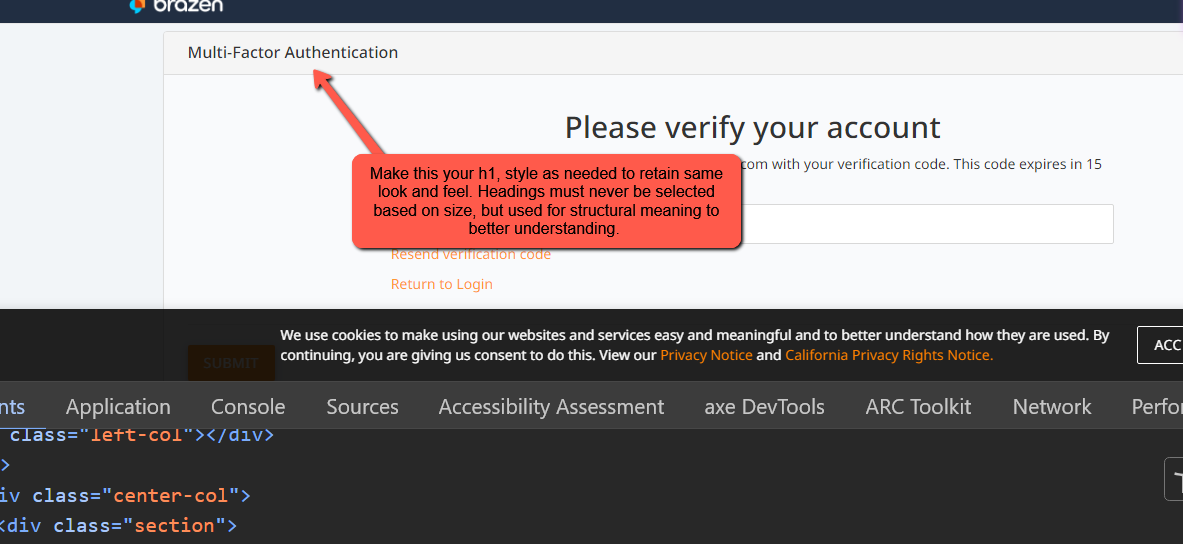 brazen
Multi-Factor Authentication
Please verify your account
com with your verification code. This code expires in 15
Make this your h1, style as needed to retain same
look and feel. Headings must never be selected
based on size, but used for structural meaning to
better understanding.
Resend verification code
Return to Login
We use cookies to make using our websites and services easy and meaningful and to better understand how they are used. By
continuing, you are giving us consent to do this. View our Privacy Notice and California Privacy Rights Notice.
ACC
SUBMIT
nts Application Console Sources Accessibility Assessment axe DevTools ARC Toolkit Network Perfor
class="left-col"></div>
>
iv class="center-col">
<div class="section">